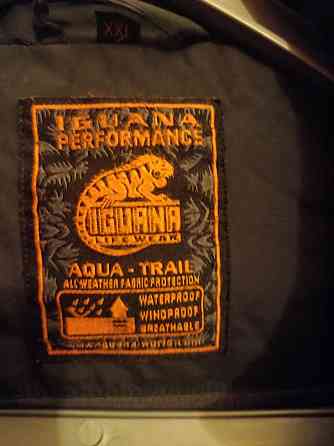 XXL
IGUANA
PERFORMANCE
IGUANA
LIFEWEAR
AQUA - TRAIL
ALL WEATHER FABRIC PROTECTION
WATERPROOF
WINDPROOF
BREATHABLE